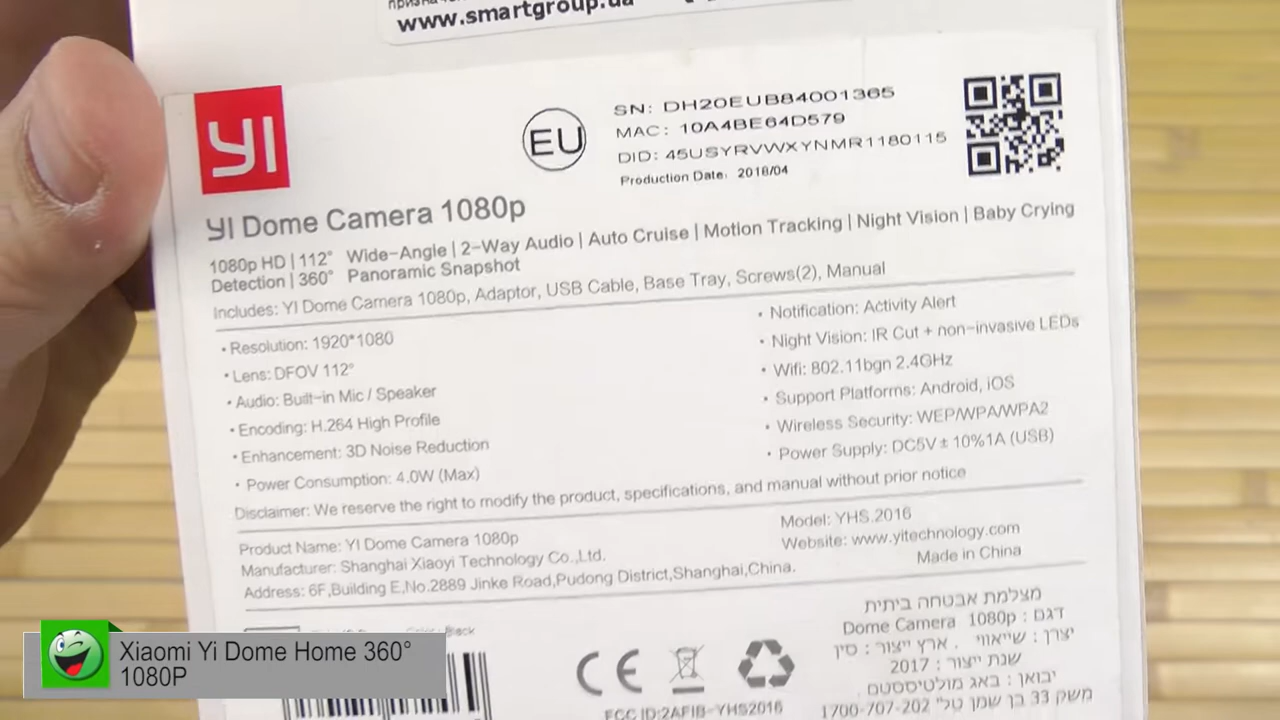 www.smartgroup.ua
YI
EU
SN: DH20EUB84001365
MAC: 10A4BE64D579
DID: 45USYRVWXYNMR1180115
Production Date: 2018/04
YI Dome Camera 1080p
1080p HD | 112° Wide-Angle | 2-Way Audio | Auto Cruise | Motion Tracking | Night Vision | Baby Crying
Detection | 360° Panoramic Snapshot
Includes: YI Dome Camera 1080p, Adaptor, USB Cable, Base Tray, Screws(2), Manual
• Resolution: 1920*1080
• Lens: DFOV 112°
• Audio: Built-in Mic / Speaker
• Encoding: H.264 High Profile
• Enhancement: 3D Noise Reduction
• Power Consumption: 4.0W (Max)
• Notification: Activity Alert
• Night Vision: IR Cut + non-invasive LEDs
• Wifi: 802.11bgn 2.4GHz
• Support Platforms: Android, iOS
• Wireless Security: WEP/WPA/WPA2
• Power Supply: DC5V ± 10%1A (USB)
Disclaimer: We reserve the right to modify the product, specifications, and manual without prior notice
Product Name: YI Dome Camera 1080p
Manufacturer: Shanghai Xiaoyi Technology Co.,Ltd.
Address: 6F,Building E,No.2889 Jinke Road,Pudong District,Shanghai,China.
Model: YHS.2016
Website: www.yitechnology.com
Made in China
CE
FCC ID:2AFIB-YHS2016
מצלמת אבטחה ביתית
דגם : Dome Camera 1080p
יצרן : שייאומי . ארץ ייצור : סין
שנת ייצור : 2017
יבואן : באג מולטיסיסטם
משק 33 בן שמן טל" 1700-707-202
Xiaomi Yi Dome Home 360°
1080P